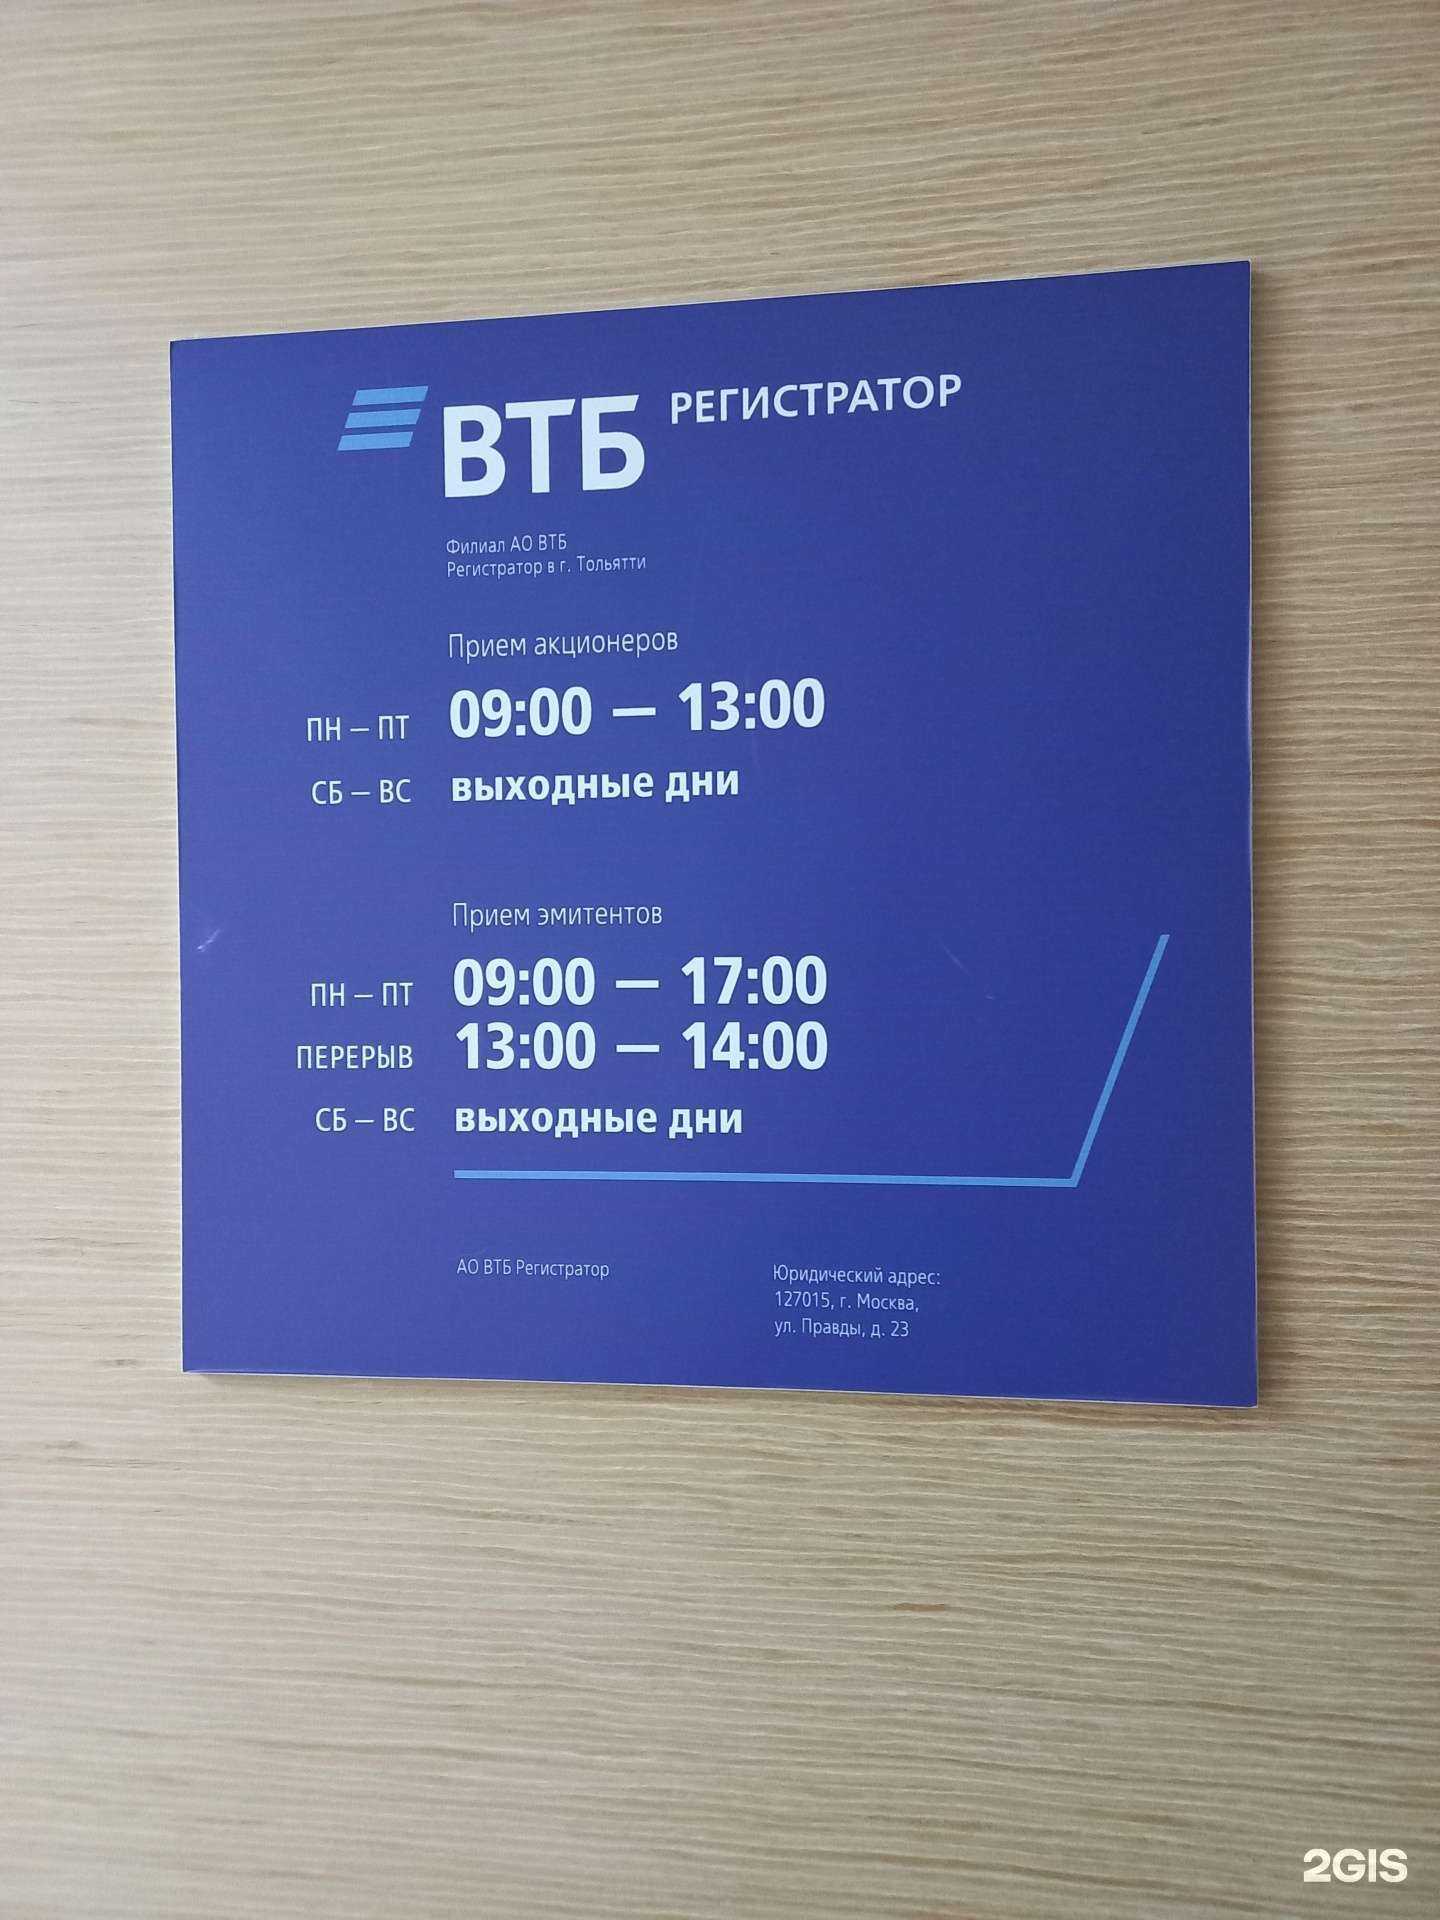 ВТБ РЕГИСТРАТОР
Филиал АО ВТБ
Регистратор в г. Тольятти
Прием акционеров
ПН – ПТ 09:00 – 13:00
СБ – ВС выходные дни
Прием эмитентов
ПН – ПТ 09:00 – 17:00
ПЕРЕРЫВ 13:00 – 14:00
СБ – ВС выходные дни
АО ВТБ Регистратор
Юридический адрес:
127015, г. Москва,
ул. Правды, д. 23
2GIS